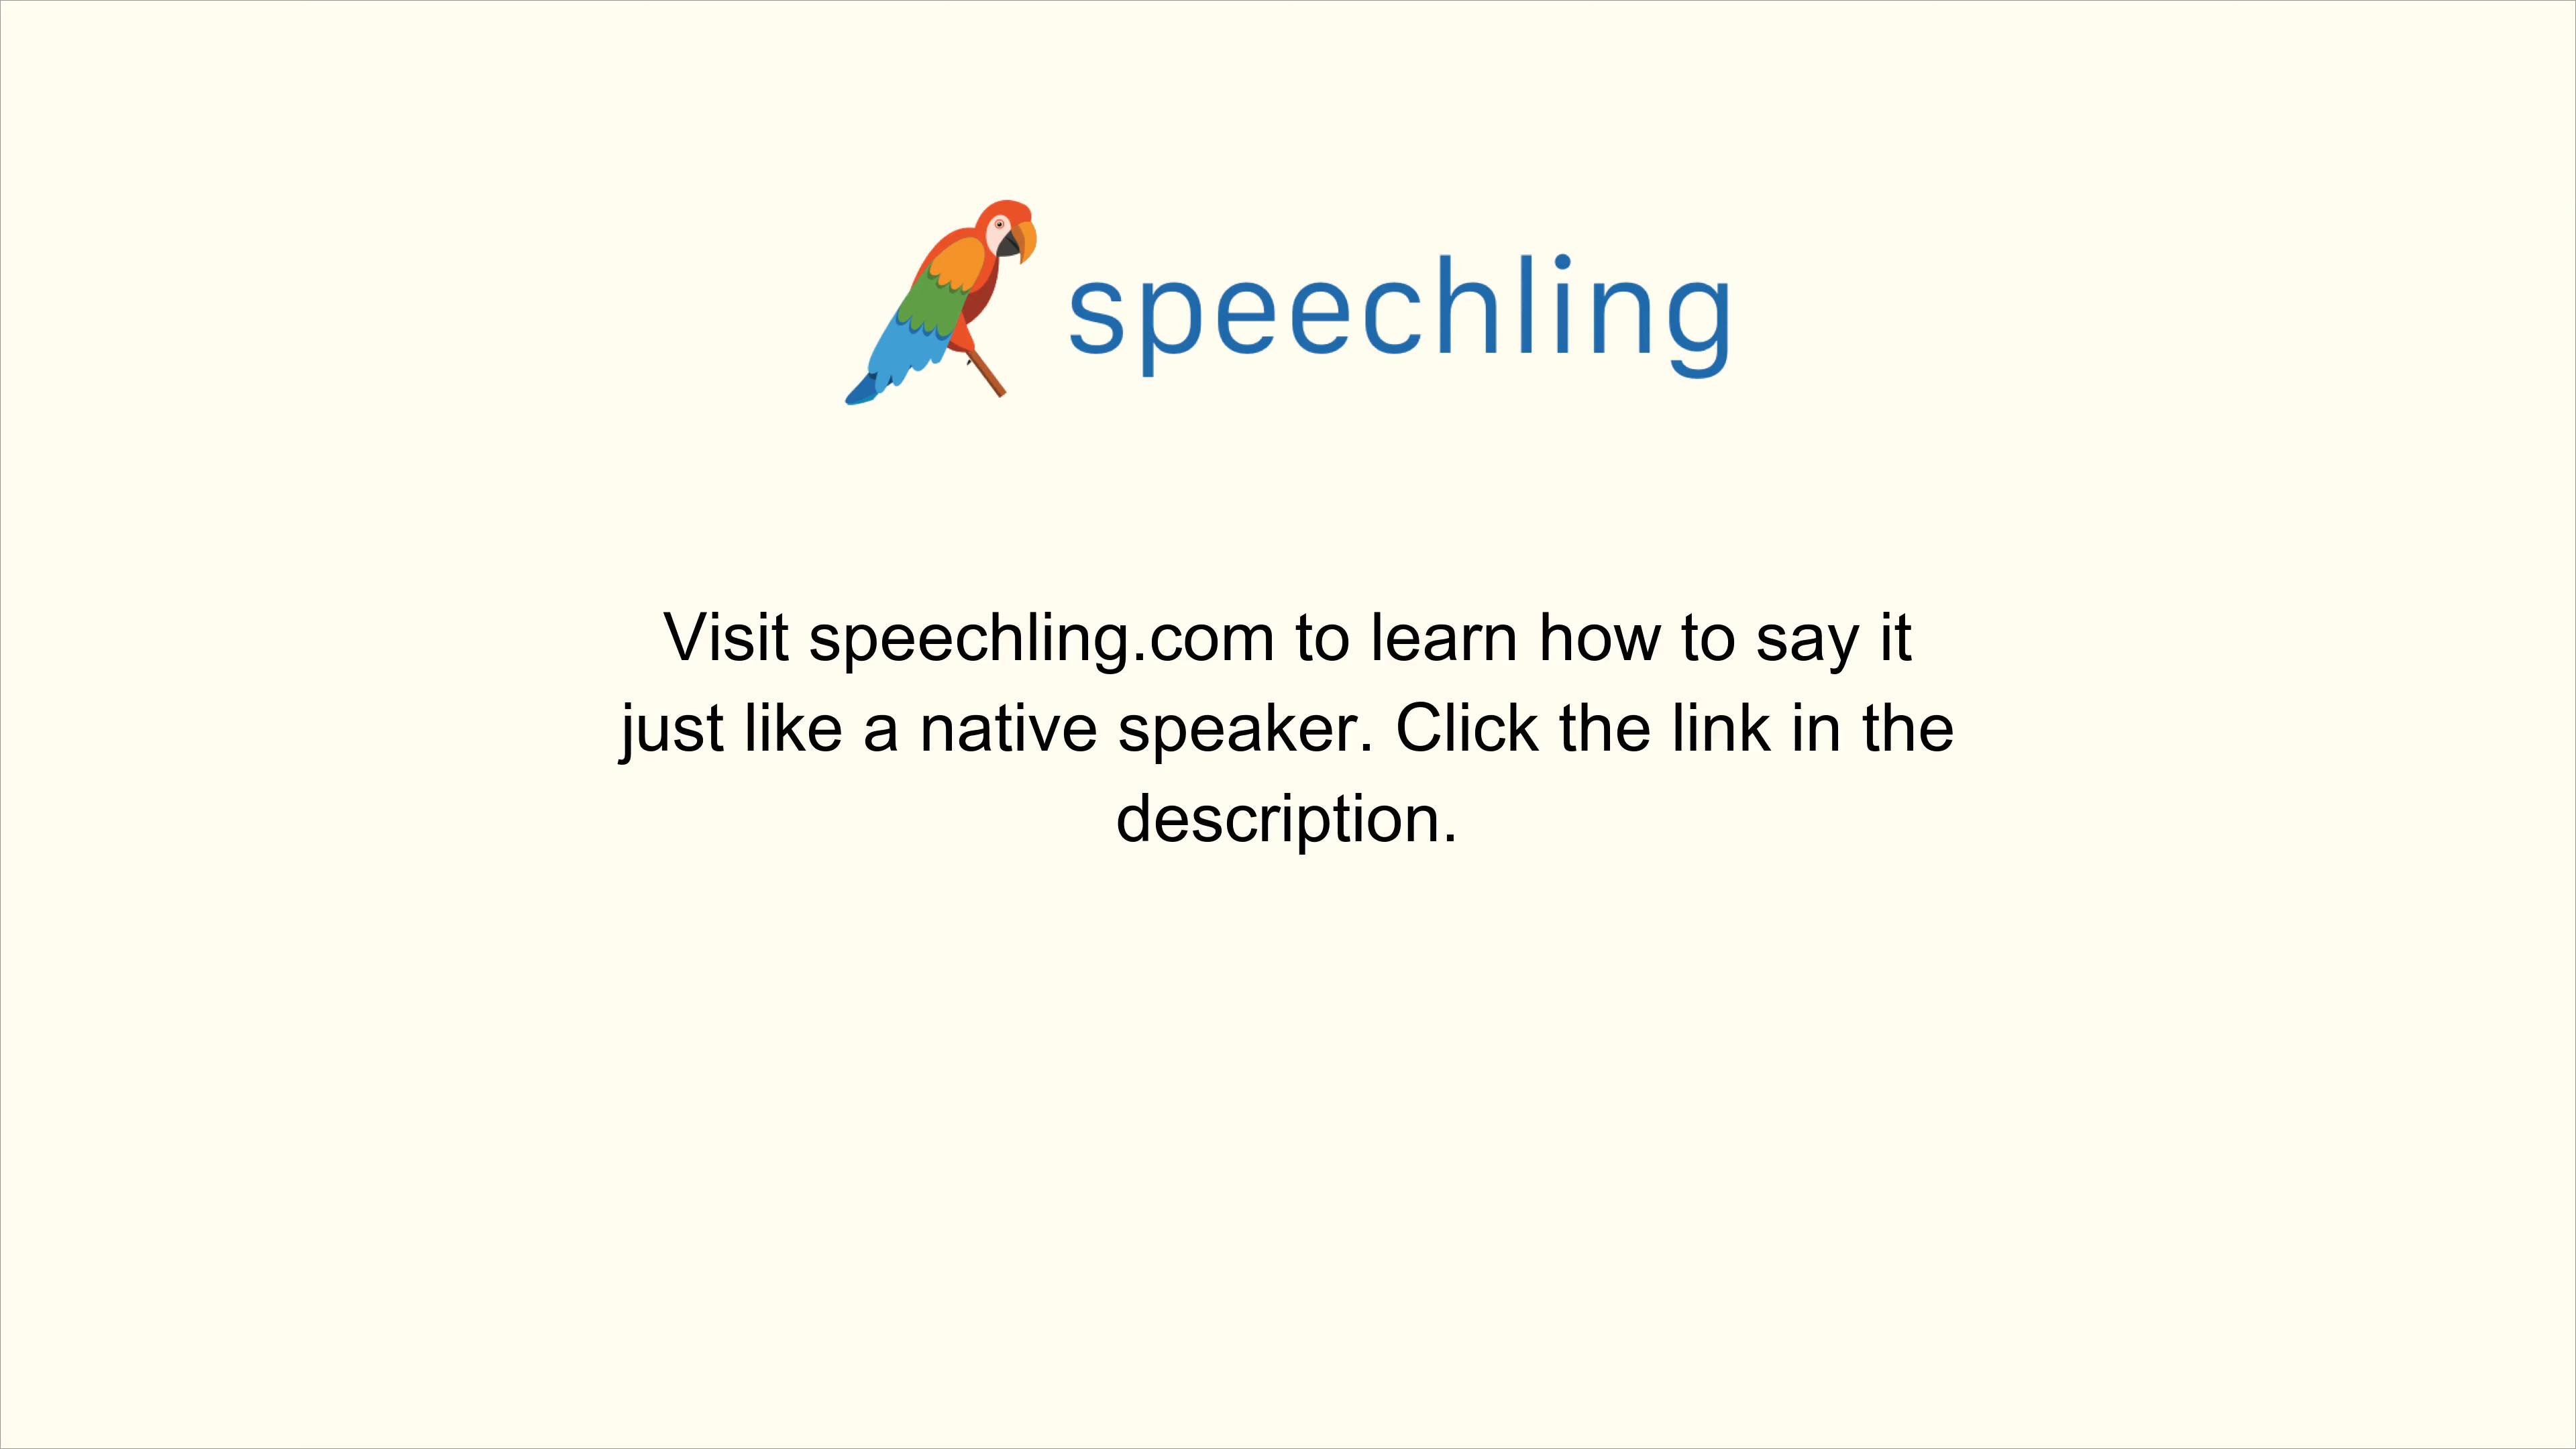 speechling
Visit speechling.com to learn how to say it
just like a native speaker. Click the link in the
description.